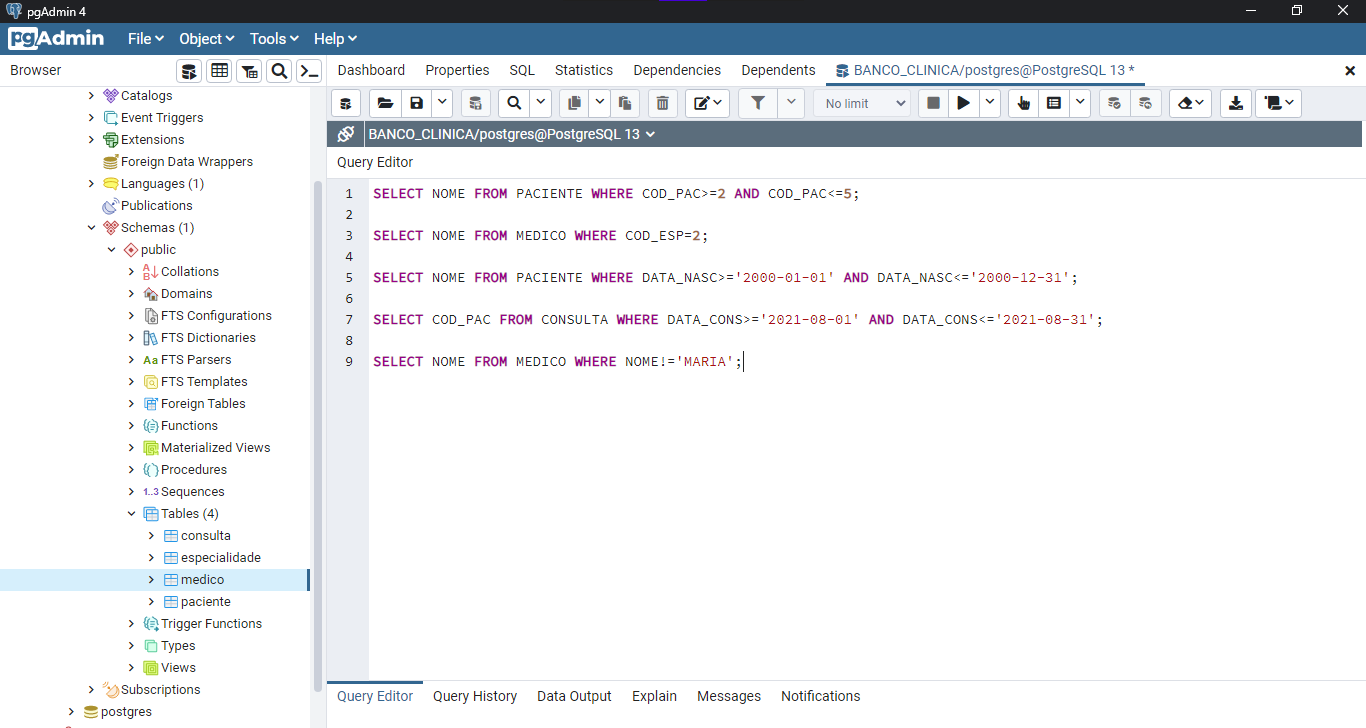 pgAdmin 4
pgAdmin File Object Tools Help
Browser
Dashboard Properties SQL Statistics Dependencies Dependents BANCO_CLINICA/postgres@PostgreSQL 13 *
Catalogs
Event Triggers
Extensions
Foreign Data Wrappers
Languages (1)
Publications
Schemas (1)
public
Collations
Domains
FTS Configurations
FTS Dictionaries
Aa FTS Parsers
FTS Templates
Foreign Tables
Functions
Materialized Views
Procedures
1..3 Sequences
Tables (4)
consulta
especialidade
medico
paciente
Trigger Functions
Types
Views
Subscriptions
postgres
No limit
BANCO_CLINICA/postgres@PostgreSQL 13
Query Editor
1 SELECT NOME FROM PACIENTE WHERE COD_PAC>=2 AND COD_PAC<=5;
2
3 SELECT NOME FROM MEDICO WHERE COD_ESP=2;
4
5 SELECT NOME FROM PACIENTE WHERE DATA_NASC>='2000-01-01' AND DATA_NASC<='2000-12-31';
6
7 SELECT COD_PAC FROM CONSULTA WHERE DATA_CONS>='2021-08-01' AND DATA_CONS<='2021-08-31';
8
9 SELECT NOME FROM MEDICO WHERE NOME!='MARIA';
Query Editor Query History Data Output Explain Messages Notifications